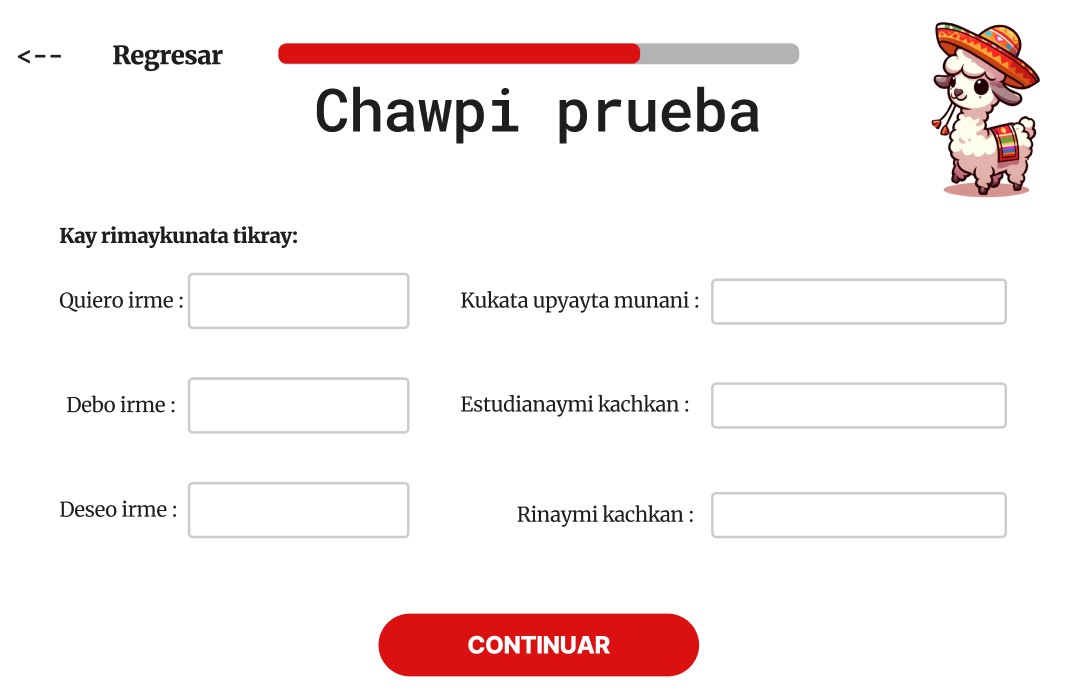 <-- Regresar
Chawpi prueba
Kay rimaykunata tikray:
Quiero irme :
Kukata upyayta munani :
Debo irme :
Estudianaymi kachkan :
Deseo irme :
Rinaymi kachkan :
CONTINUAR